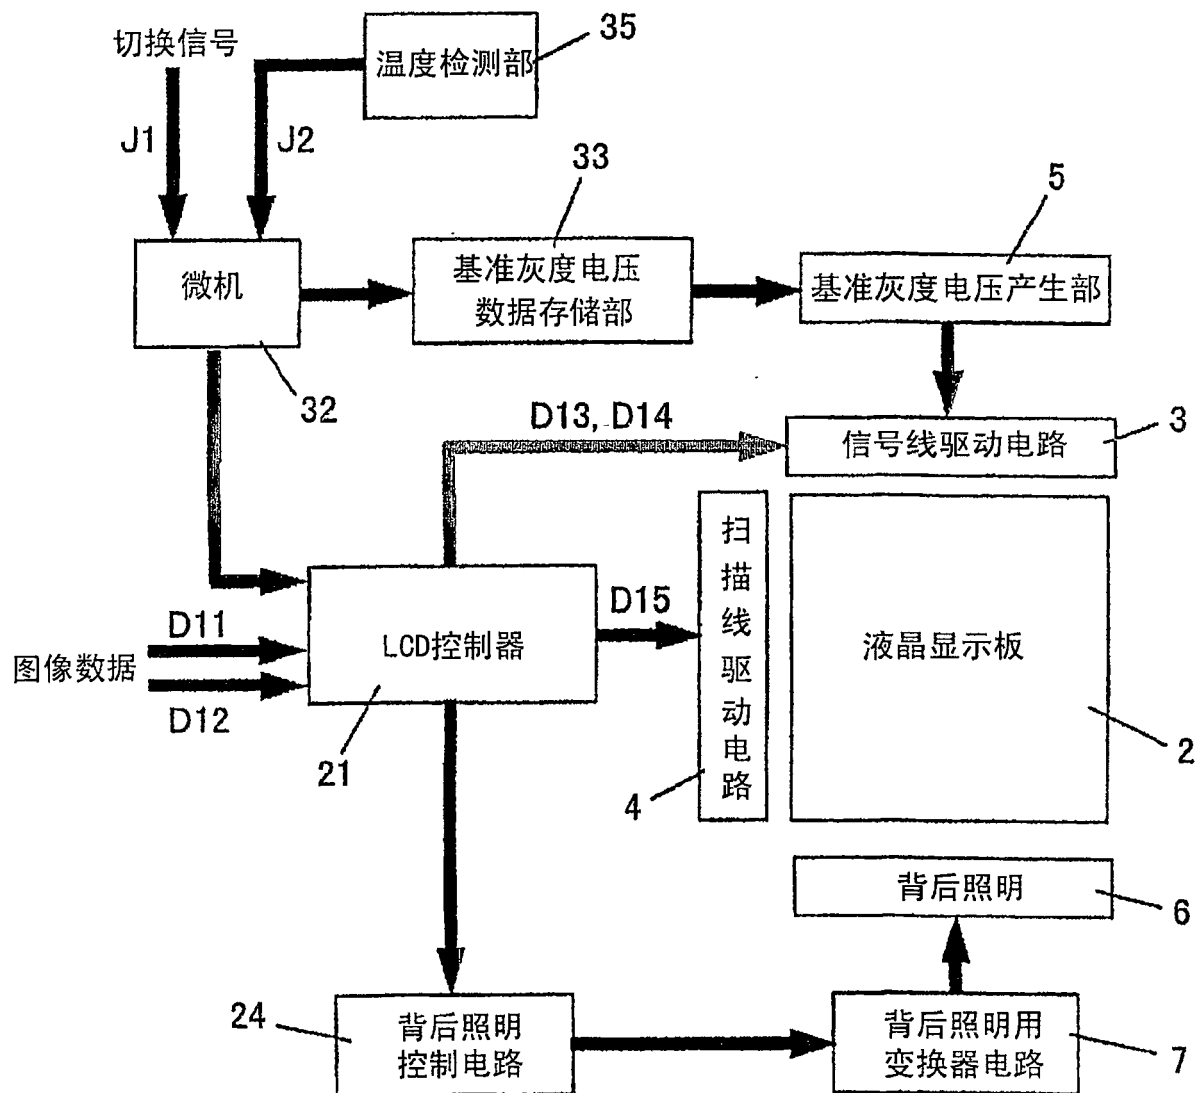 35
切换信号
温度检测部
J1
J2
33
5
微机
基准灰度电压
数据存储部
基准灰度电压产生部
32
D13, D14
3
信号线驱动电路
扫描线驱动电路
D11
D15
图像数据
LCD控制器
液晶显示板
D12
21
4
2
背后照明
6
24
背后照明
控制电路
背后照明用
变换器电路
7